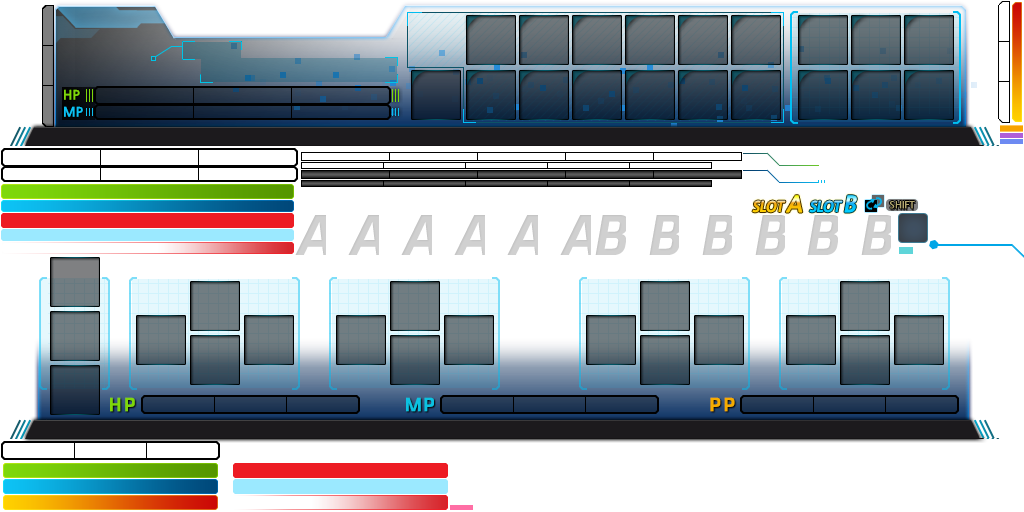 HP
MP
SLOT A SLOT B SHIFT
A A A A A AB B B B B B
HP MP PP